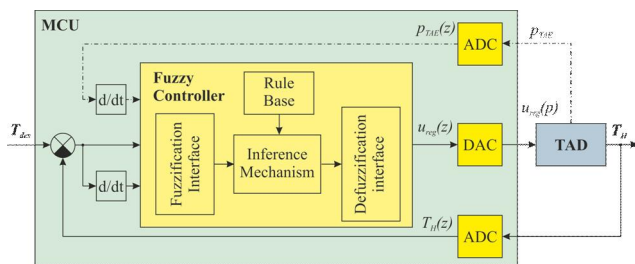 MCU
p_TAE(z)
ADC
p_TAE
d/dt
Fuzzy
Controller
Rule
Base
T_des
Fuzzification
Interface
Inference
Mechanism
Defuzzification
interface
u_reg(z)
DAC
u_reg(p)
TAD
T_H
d/dt
T_H(z)
ADC